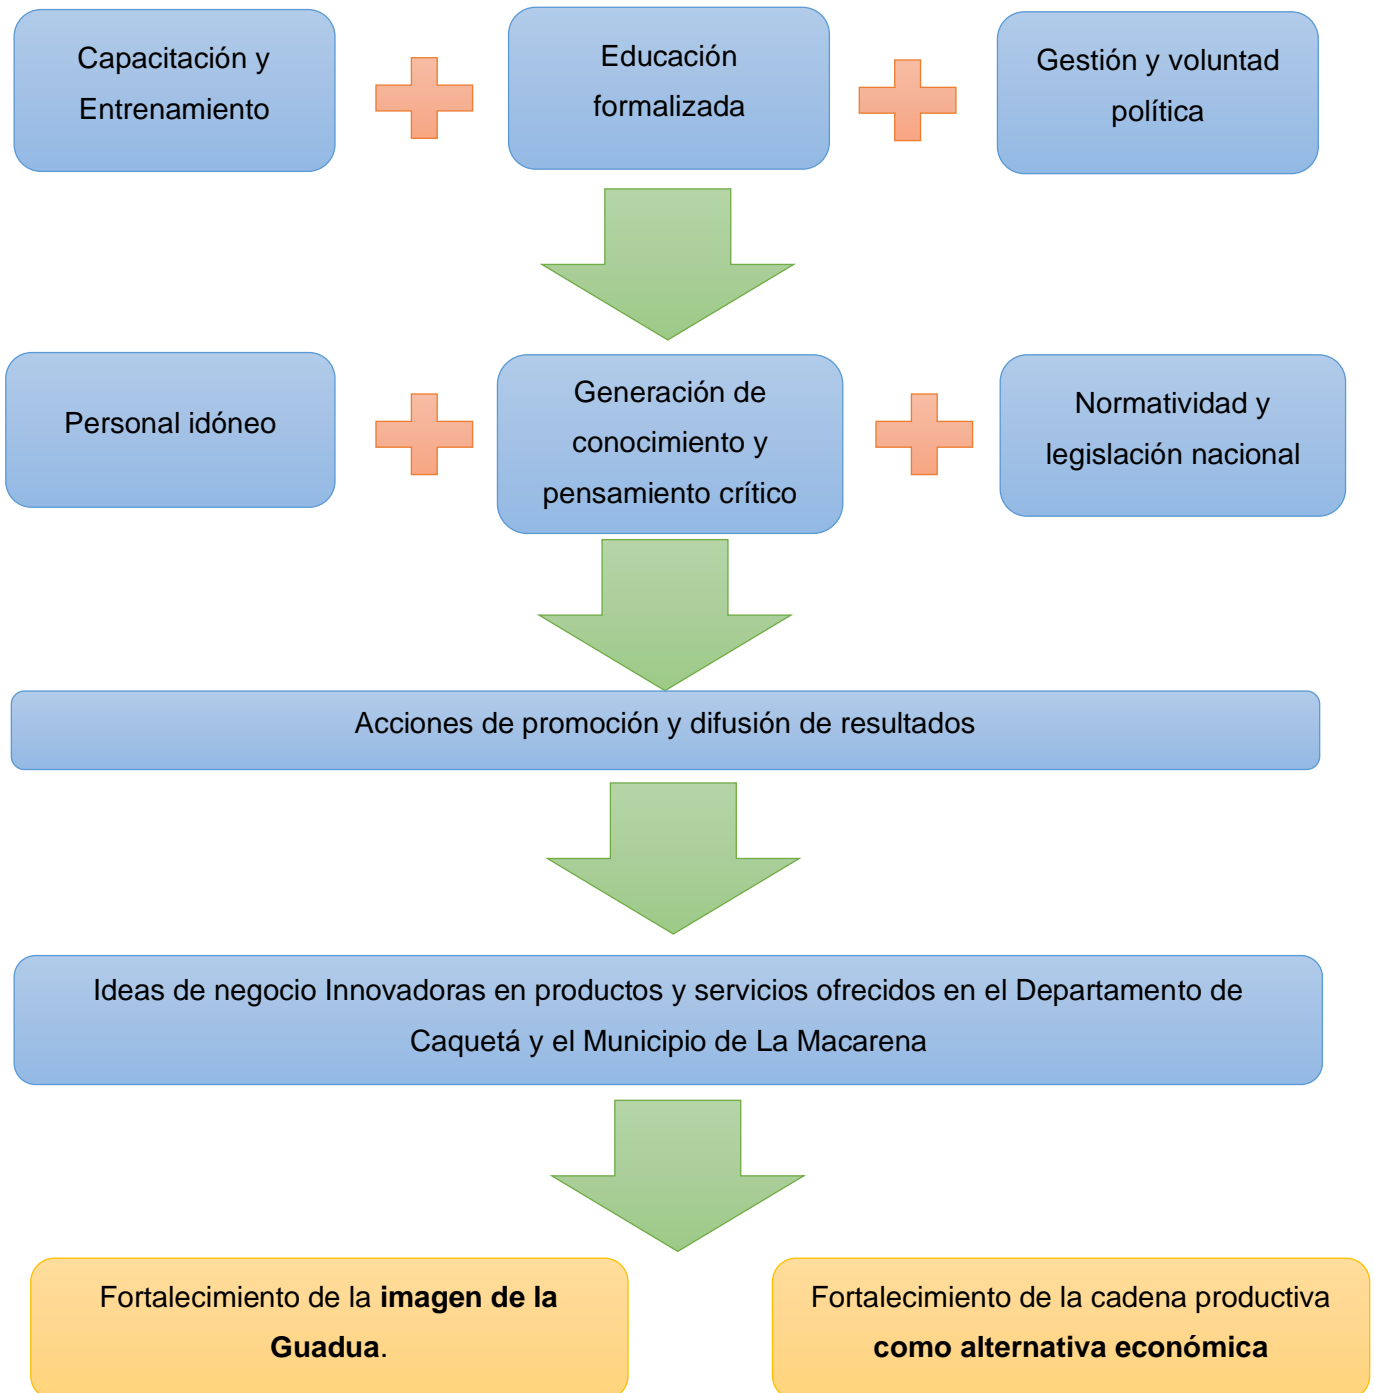 Capacitación y
Entrenamiento
Educación
formalizada
Gestión y voluntad
política
Personal idóneo
Generación de
conocimiento y
pensamiento crítico
Normatividad y
legislación nacional
Acciones de promoción y difusión de resultados
Ideas de negocio Innovadoras en productos y servicios ofrecidos en el Departamento de
Caquetá y el Municipio de La Macarena
Fortalecimiento de la imagen de la
Guadua.
Fortalecimiento de la cadena productiva
como alternativa económica